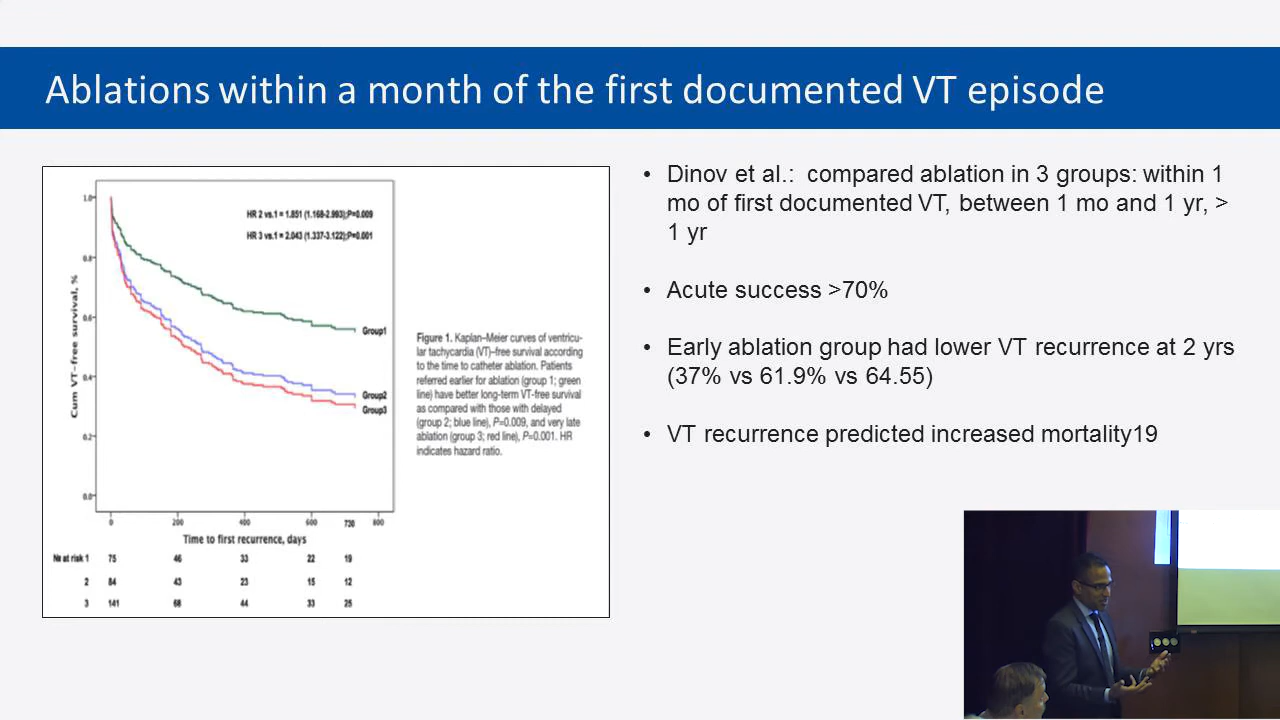 Ablations within a month of the first documented VT episode
HR 2 vs.1 = 1.851 (1.168-2.993);P=0.009
HR 3 vs.1 = 2.043 (1.337-3.122);P=0.001
Cum VT-free survival, %
1.0
0.8
0.6
0.4
0.2
0.0
Group1
Group2
Group3
0 200 400 600 730 800
Time to first recurrence, days
№ at risk 1 75 46 33 22 19
2 84 43 23 15 12
3 141 68 44 33 25
Figure 1. Kaplan–Meier curves of ventricu-
lar tachycardia (VT)–free survival according
to the time to catheter ablation. Patients
referred earlier for ablation (group 1; green
line) have better long-term VT-free survival
as compared with those with delayed
(group 2; blue line), P=0.009, and very late
ablation (group 3; red line), P=0.001. HR
indicates hazard ratio.
• Dinov et al.: compared ablation in 3 groups: within 1
mo of first documented VT, between 1 mo and 1 yr, >
1 yr
• Acute success >70%
• Early ablation group had lower VT recurrence at 2 yrs
(37% vs 61.9% vs 64.55)
• VT recurrence predicted increased mortality19